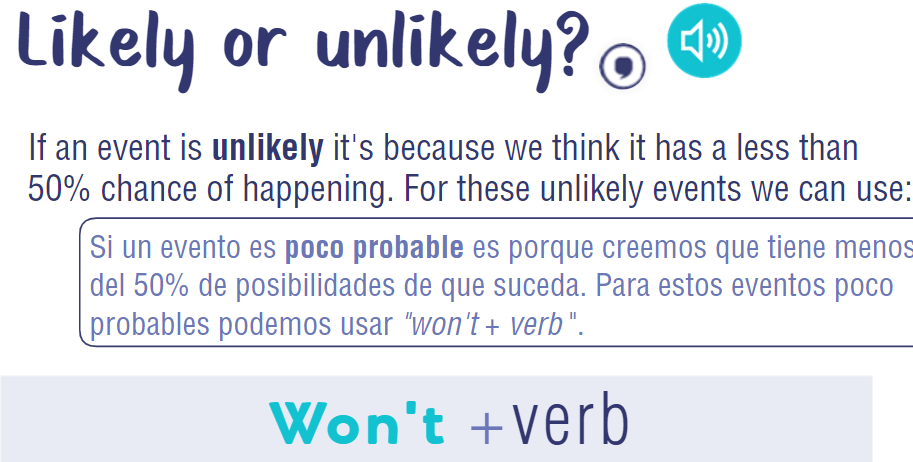 Likely or unlikely?
If an event is unlikely it's because we think it has a less than
50% chance of happening. For these unlikely events we can use:
Si un evento es poco probable es porque creemos que tiene menos
del 50% de posibilidades de que suceda. Para estos eventos poco
probables podemos usar "won't + verb".
Won't + verb